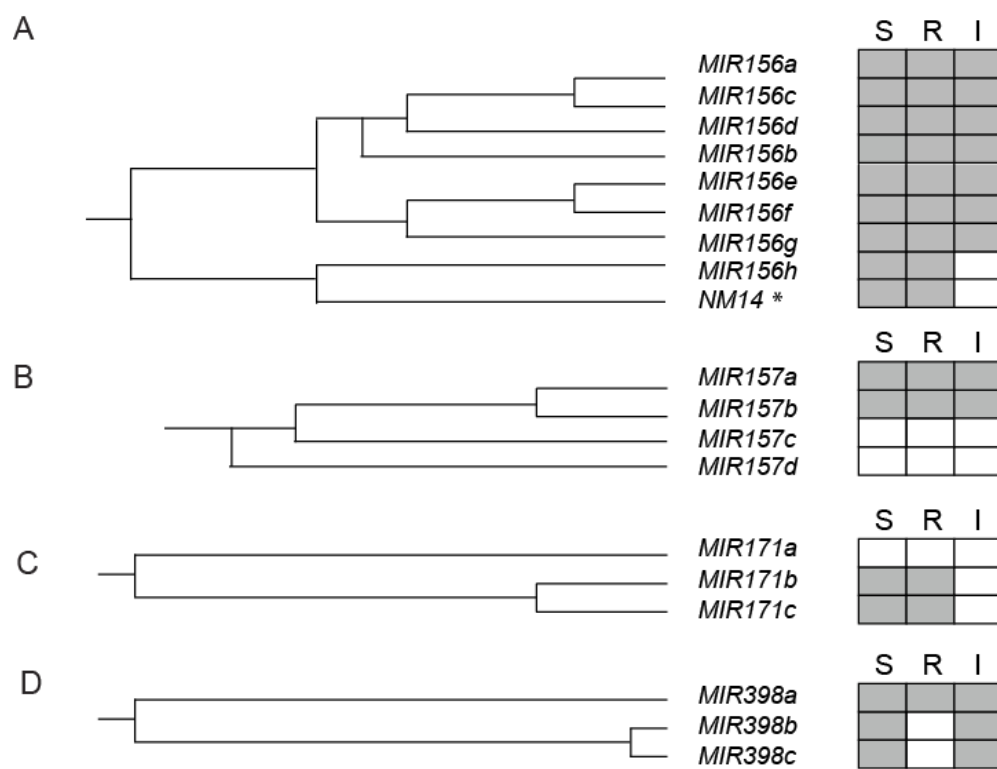 A
S R I
MIR156a
MIR156c
MIR156d
MIR156b
MIR156e
MIR156f
MIR156g
MIR156h
NM14 *
B
S R I
MIR157a
MIR157b
MIR157c
MIR157d
C
S R I
MIR171a
MIR171b
MIR171c
D
S R I
MIR398a
MIR398b
MIR398c